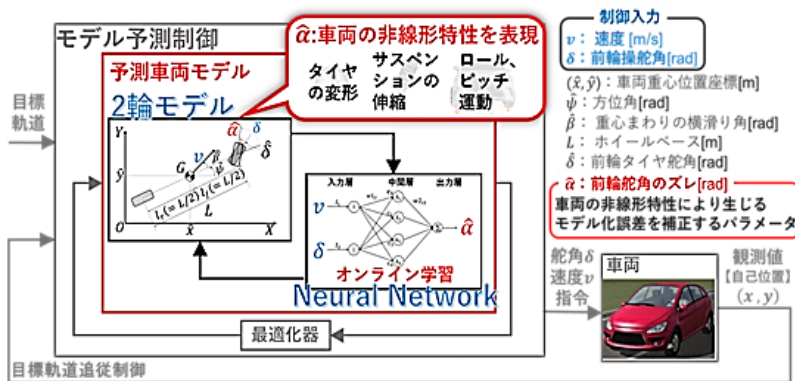 モデル予測制御
α̂:車両の非線形特性を表現
タイヤ
の変形
サスペン
ションの
伸縮
ロール、
ピッチ
運動
予測車両モデル
2輪モデル
目標
軌道
Y
α̂
δ
v
β̂
δ̂
G
ŷ
L
O
x̂
X
入力層
中間層
出力層
v
δ
α̂
オンライン学習
Neural Network
最適化器
目標軌道追従制御
制御入力
v: 速度 [m/s]
δ: 前輪操舵角[rad]
(x̂,ŷ): 車両重心位置座標[m]
ψ̂: 方位角[rad]
β̂: 重心まわりの横滑り角[rad]
L: ホイールベース[m]
δ̂: 前輪タイヤ舵角[rad]
α̂: 前輪舵角のズレ[rad]
車両の非線形特性により生じる
モデル化誤差を補正するパラメータ
舵角δ
速度v
指令
車両
観測値
【自己位置】
(x, y)